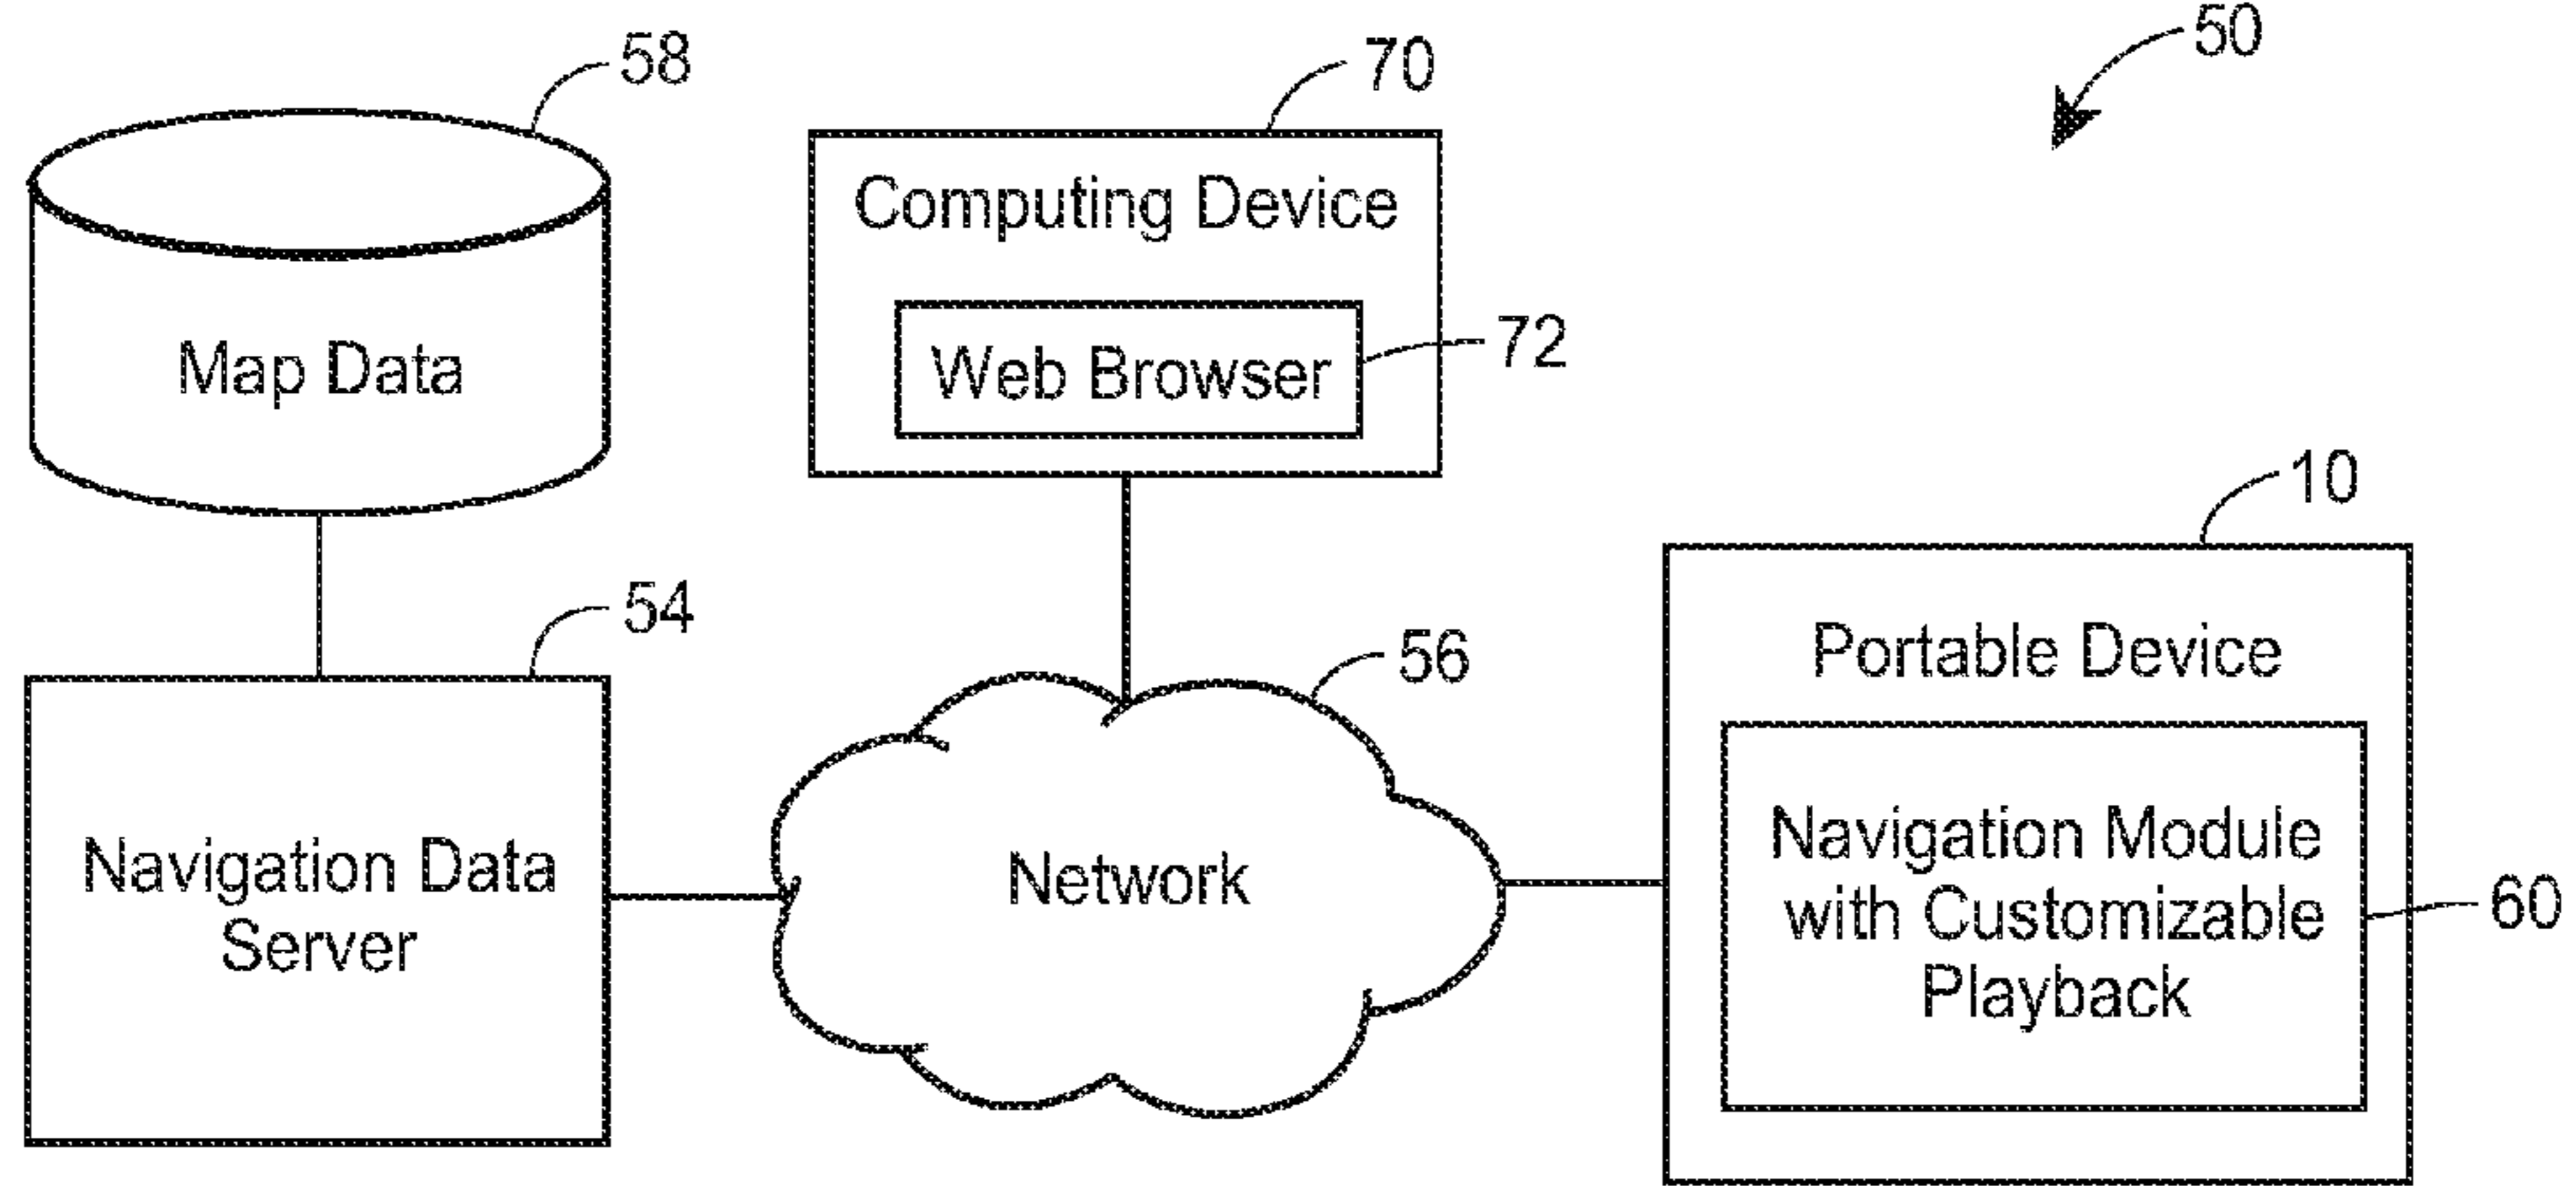 58
70
50
Computing Device
Web Browser
72
Map Data
10
54
56
Portable Device
Navigation Data
Server
Network
Navigation Module
with Customizable
Playback
60